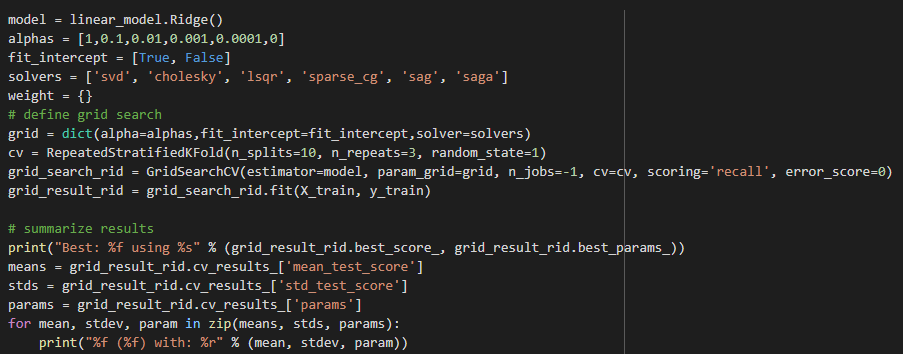 model = linear_model.Ridge()
alphas = [1,0.1,0.01,0.001,0.0001,0]
fit_intercept = [True, False]
solvers = ['svd', 'cholesky', 'lsqr', 'sparse_cg', 'sag', 'saga']
weight = {}
# define grid search
grid = dict(alpha=alphas,fit_intercept=fit_intercept,solver=solvers)
cv = RepeatedStratifiedKFold(n_splits=10, n_repeats=3, random_state=1)
grid_search_rid = GridSearchCV(estimator=model, param_grid=grid, n_jobs=-1, cv=cv, scoring='recall', error_score=0)
grid_result_rid = grid_search_rid.fit(X_train, y_train)

# summarize results
print("Best: %f using %s" % (grid_result_rid.best_score_, grid_result_rid.best_params_))
means = grid_result_rid.cv_results_['mean_test_score']
stds = grid_result_rid.cv_results_['std_test_score']
params = grid_result_rid.cv_results_['params']
for mean, stdev, param in zip(means, stds, params):
    print("%f (%f) with: %r" % (mean, stdev, param))